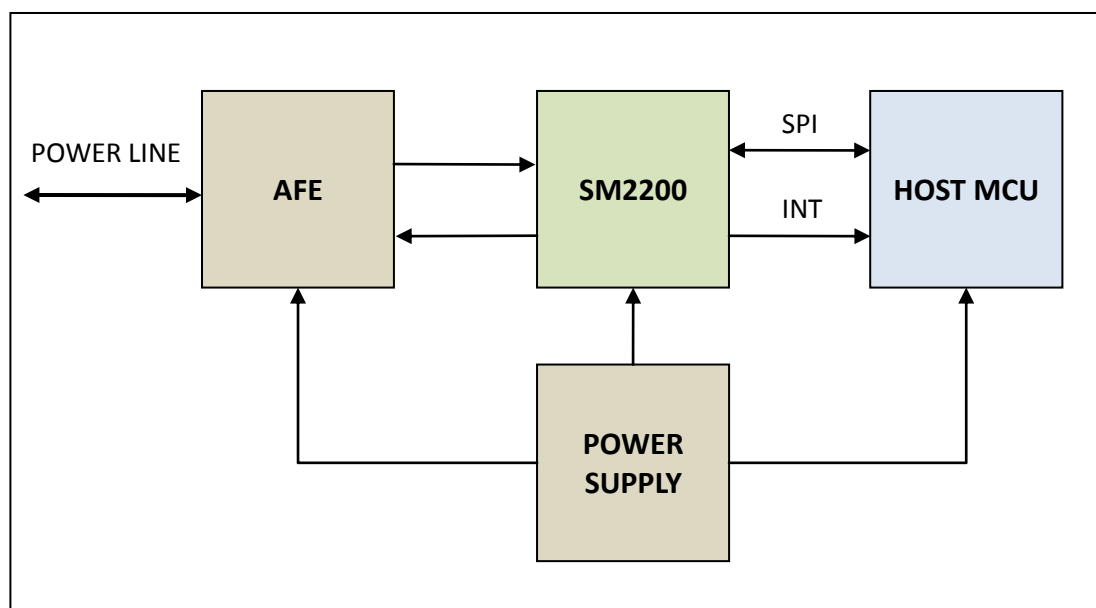 POWER LINE
AFE
SM2200
SPI
INT
HOST MCU
POWER
SUPPLY